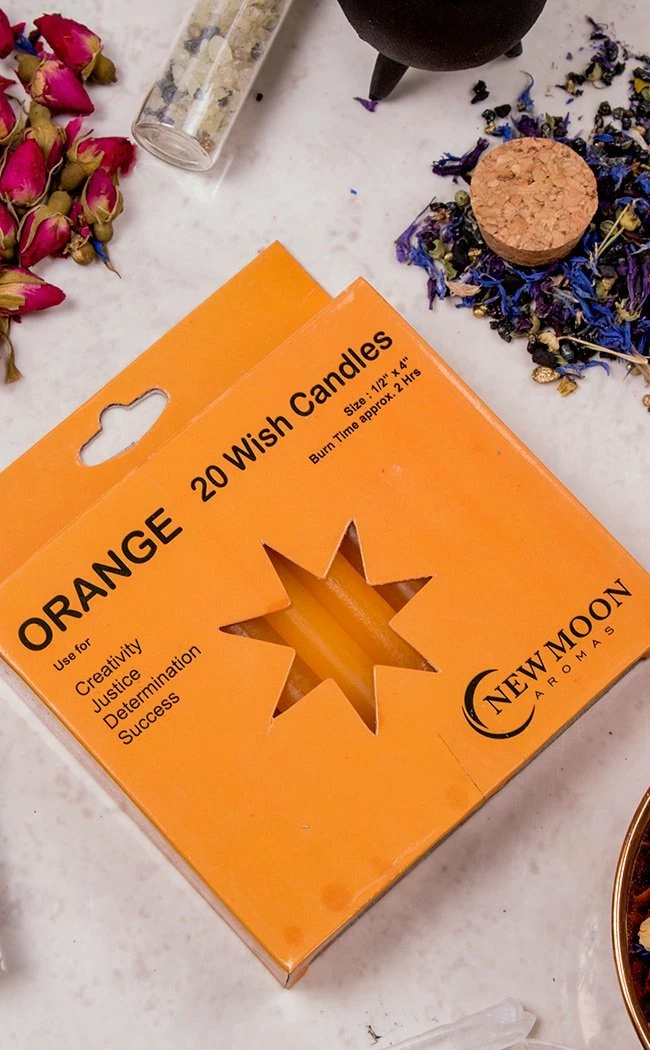 ORANGE 20 Wish Candles
Size : 1/2" x 4"
Burn Time approx. 2 Hrs
Use for
Creativity
Justice
Determination
Success
NEW MOON
AROMAS